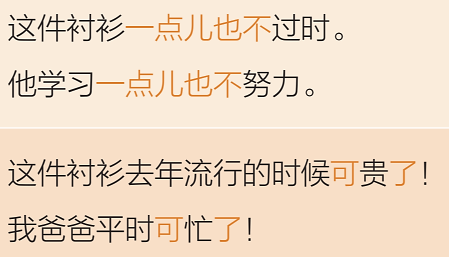 这件衬衫一点儿也不过时。
他学习一点儿也不努力。
这件衬衫去年流行的时候可贵了！
我爸爸平时可忙了！